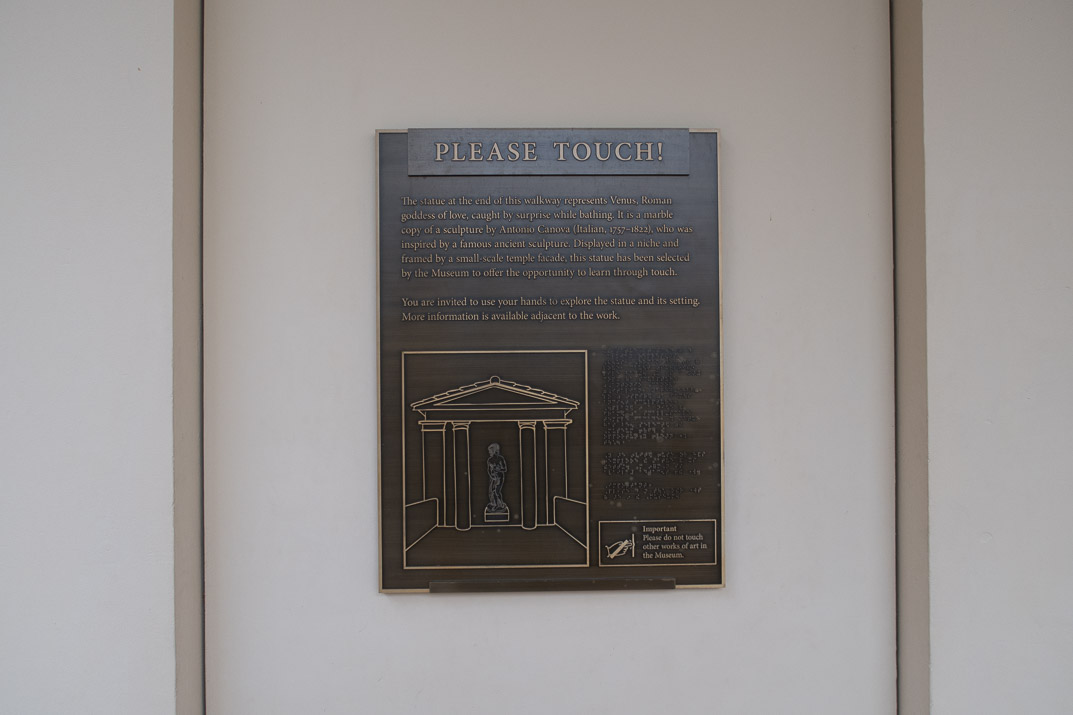 PLEASE TOUCH!
The statue at the end of this walkway represents Venus, Roman
goddess of love, caught by surprise while bathing. It is a marble
copy of a sculpture by Antonio Canova (Italian, 1757–1822), who was
inspired by a famous ancient sculpture. Displayed in a niche and
framed by a small-scale temple facade, this statue has been selected
by the Museum to offer the opportunity to learn through touch.
You are invited to use your hands to explore the statue and its setting.
More information is available adjacent to the work.
Important
Please do not touch
other works of art in
the Museum.